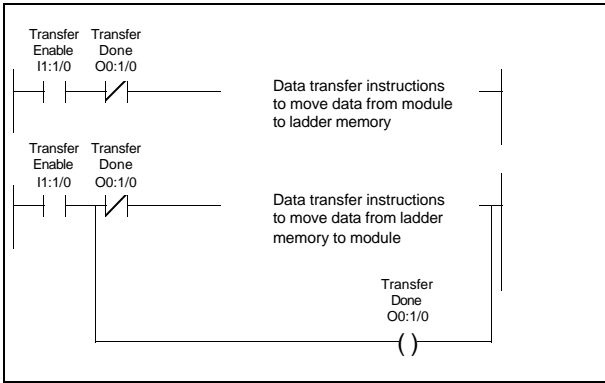 Transfer Transfer
Enable Done
I1:1/0 O0:1/0
Data transfer instructions
to move data from module
to ladder memory
Transfer Transfer
Enable Done
I1:1/0 O0:1/0
Data transfer instructions
to move data from ladder
memory to module
Transfer
Done
O0:1/0
( )